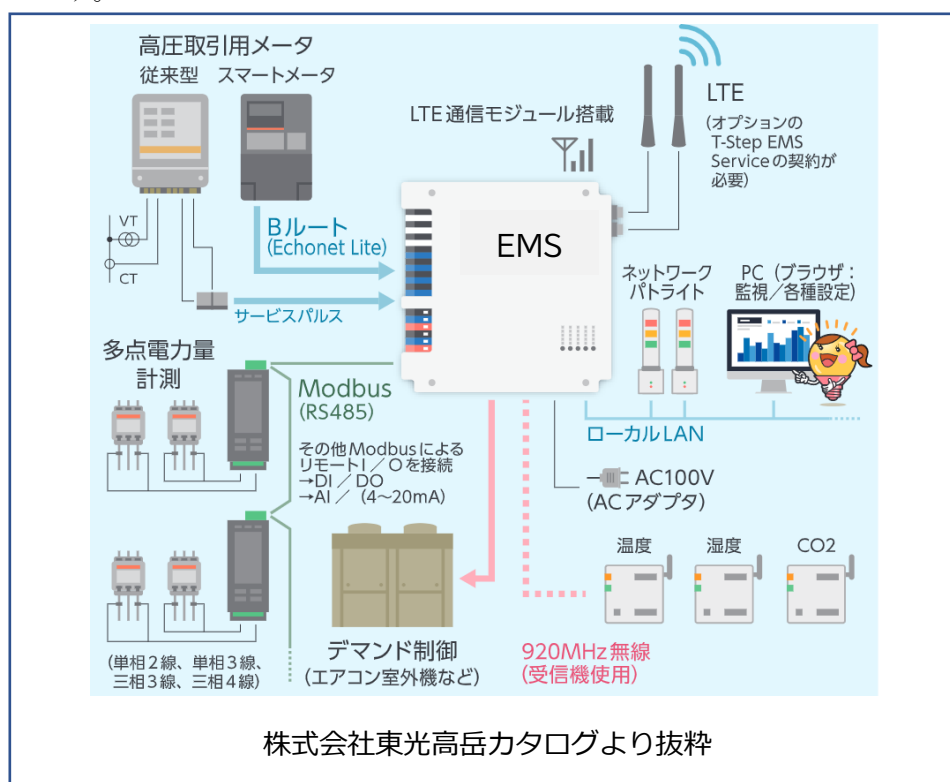 高圧取引用メータ
従来型 スマートメータ
VT
CT
Bルート
(Echonet Lite)
サービスパルス
LTE通信モジュール搭載
LTE
(オプションの
T-Step EMS
Serviceの契約が
必要)
EMS
ネットワーク
パトライト
PC(ブラウザ:
監視/各種設定)
多点電力量
計測
Modbus
(RS485)
その他Modbusによる
リモートI/Oを接続
→DI/DO
→AI/(4~20mA)
ローカルLAN
AC100V
(ACアダプタ)
温度
湿度
CO2
(単相2線、単相3線、
三相3線、三相4線)
デマンド制御
(エアコン室外機など)
920MHz無線
(受信機使用)
株式会社東光高岳カタログより抜粋